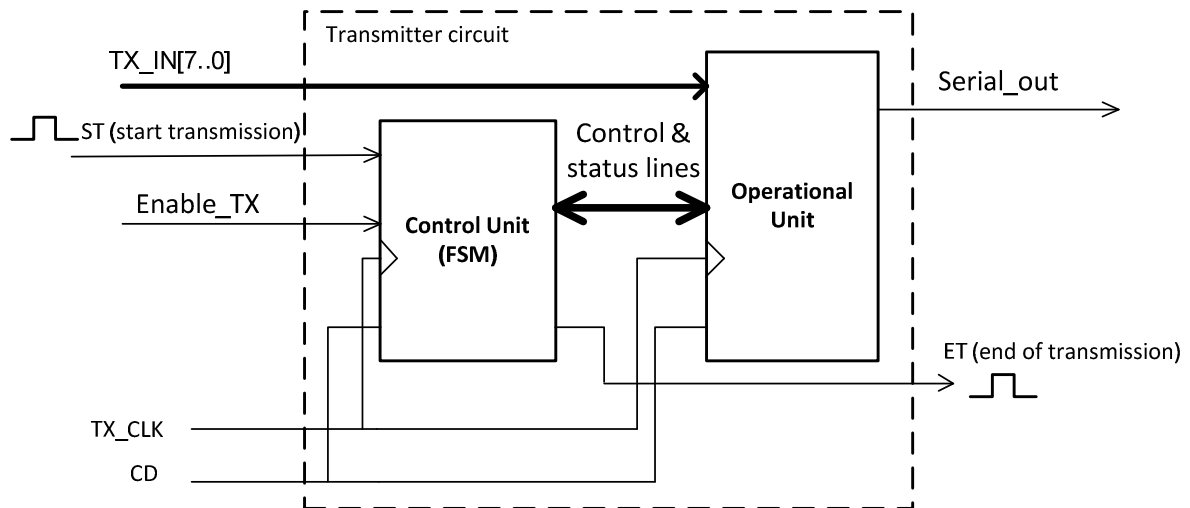 Transmitter circuit
TX_IN[7..0]
Serial_out
ST (start transmission)
Control &
status lines
Operational
Unit
Enable_TX
Control Unit
(FSM)
ET (end of transmission)
TX_CLK
CD